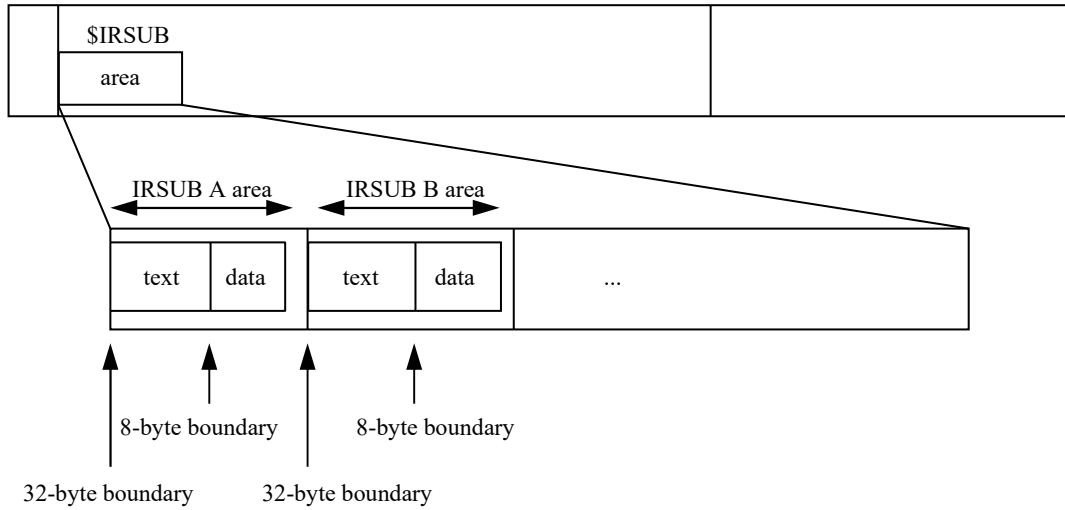 $IRSUB
area
IRSUB A area IRSUB B area
text data text data ...
8-byte boundary 8-byte boundary
32-byte boundary 32-byte boundary